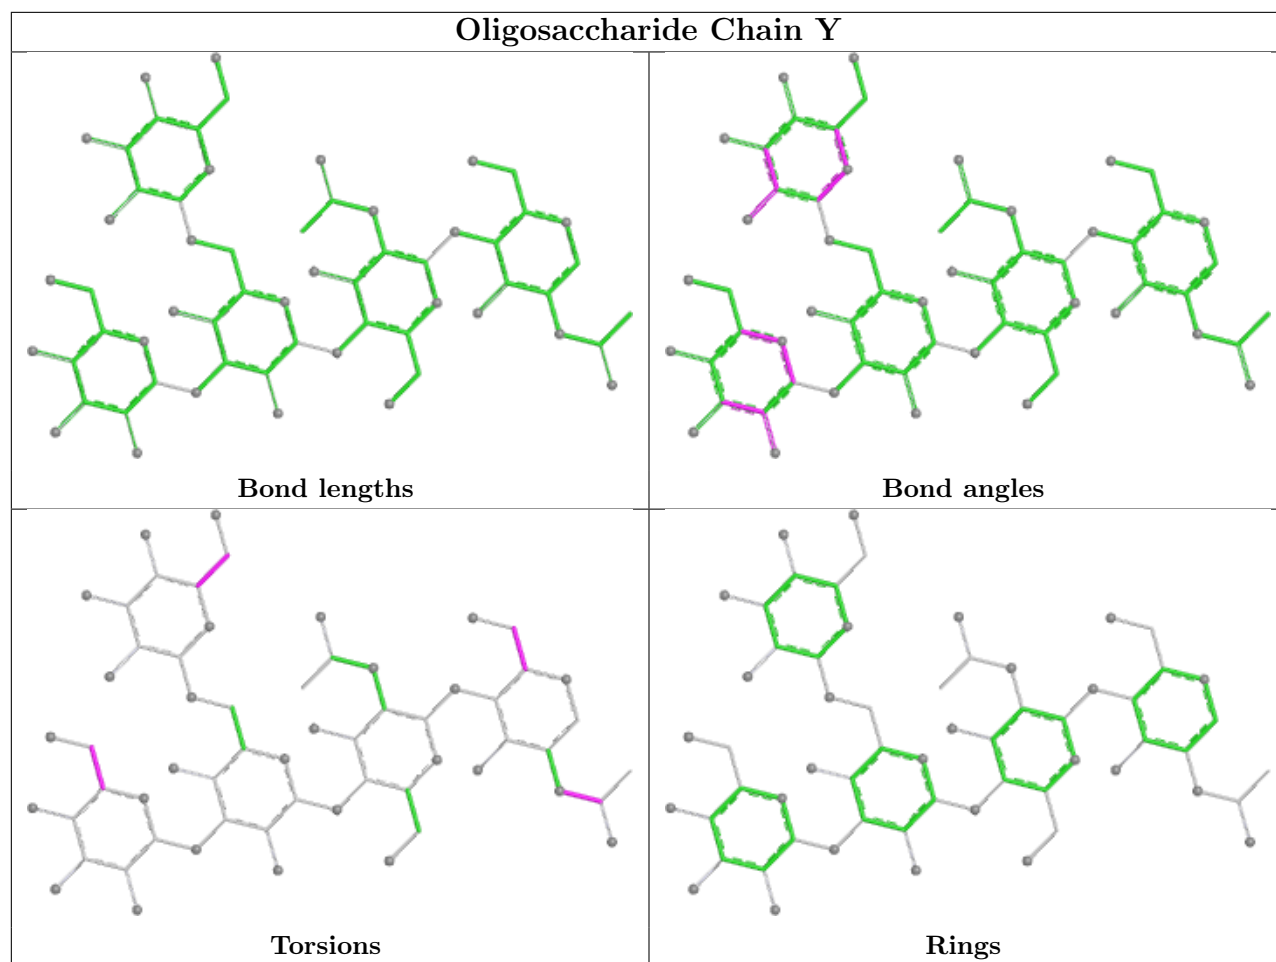 Oligosaccharide Chain Y
Bond lengths
Bond angles
Torsions
Rings